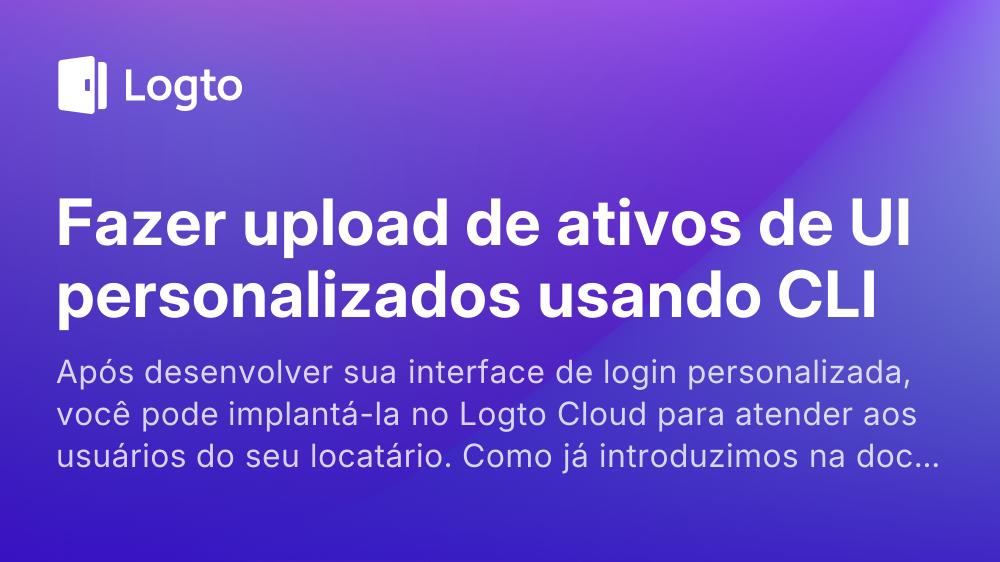 Logto
Fazer upload de ativos de UI
personalizados usando CLI
Após desenvolver sua interface de login personalizada,
você pode implantá-la no Logto Cloud para atender aos
usuários do seu locatário. Como já introduzimos na doc...